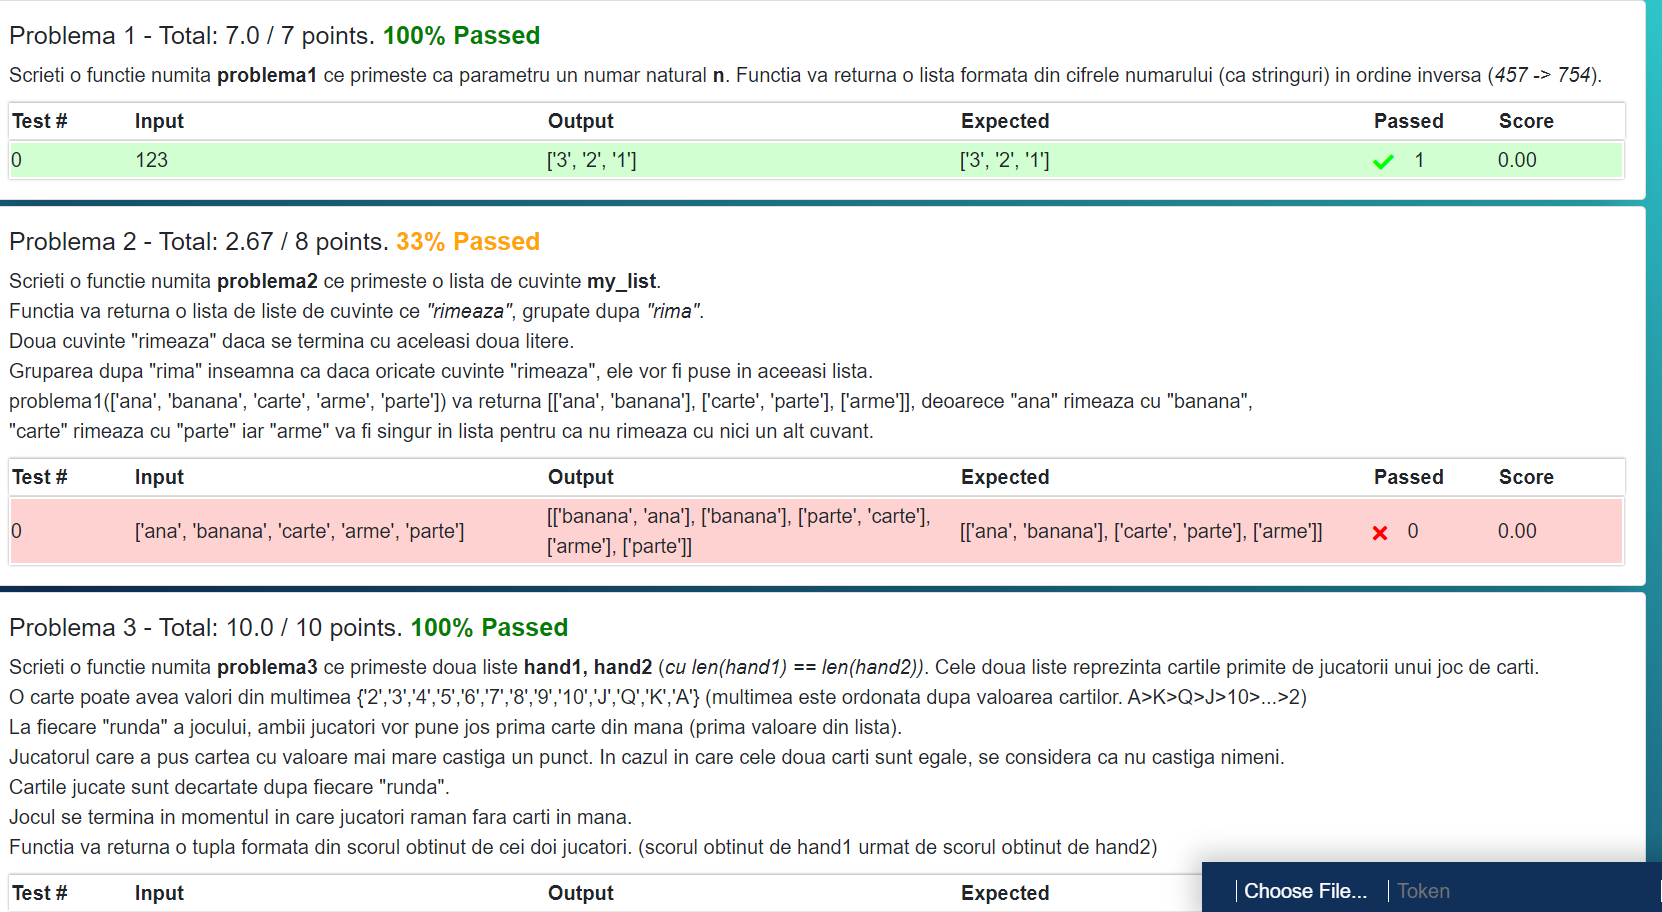 Problema 1 - Total: 7.0 / 7 points. 100% Passed
Scrieti o functie numita problema1 ce primeste ca parametru un numar natural n. Functia va returna o lista formata din cifrele numarului (ca stringuri) in ordine inversa (457 -> 754).
Test # Input Output Expected Passed Score
0 123 ['3', '2', '1'] ['3', '2', '1'] 1 0.00
Problema 2 - Total: 2.67 / 8 points. 33% Passed
Scrieti o functie numita problema2 ce primeste o lista de cuvinte my_list.
Functia va returna o lista de liste de cuvinte ce "rimeaza", grupate dupa "rima".
Doua cuvinte "rimeaza" daca se termina cu aceleasi doua litere.
Gruparea dupa "rima" inseamna ca daca oricate cuvinte "rimeaza", ele vor fi puse in aceeasi lista.
problema1(['ana', 'banana', 'carte', 'arme', 'parte']) va returna [['ana', 'banana'], ['carte', 'parte'], ['arme']], deoarece "ana" rimeaza cu "banana",
"carte" rimeaza cu "parte" iar "arme" va fi singur in lista pentru ca nu rimeaza cu nici un alt cuvant.
Test # Input Output Expected Passed Score
0 ['ana', 'banana', 'carte', 'arme', 'parte'] [['banana', 'ana'], ['banana'], ['parte', 'carte'], [['ana', 'banana'], ['carte', 'parte'], ['arme']] 0 0.00
['arme'], ['parte']]
Problema 3 - Total: 10.0 / 10 points. 100% Passed
Scrieti o functie numita problema3 ce primeste doua liste hand1, hand2 (cu len(hand1) == len(hand2)). Cele doua liste reprezinta cartile primite de jucatorii unui joc de carti.
O carte poate avea valori din multimea {'2','3','4','5','6','7','8','9','10','J','Q','K','A'} (multimea este ordonata dupa valoarea cartilor. A>K>Q>J>10>...>2)
La fiecare "runda" a jocului, ambii jucatori vor pune jos prima carte din mana (prima valoare din lista).
Jucatorul care a pus cartea cu valoare mai mare castiga un punct. In cazul in care cele doua carti sunt egale, se considera ca nu castiga nimeni.
Cartile jucate sunt decartate dupa fiecare "runda".
Jocul se termina in momentul in care jucatori raman fara carti in mana.
Functia va returna o tupla formata din scorul obtinut de cei doi jucatori. (scorul obtinut de hand1 urmat de scorul obtinut de hand2)
Test # Input Output Expected
Choose File... Token